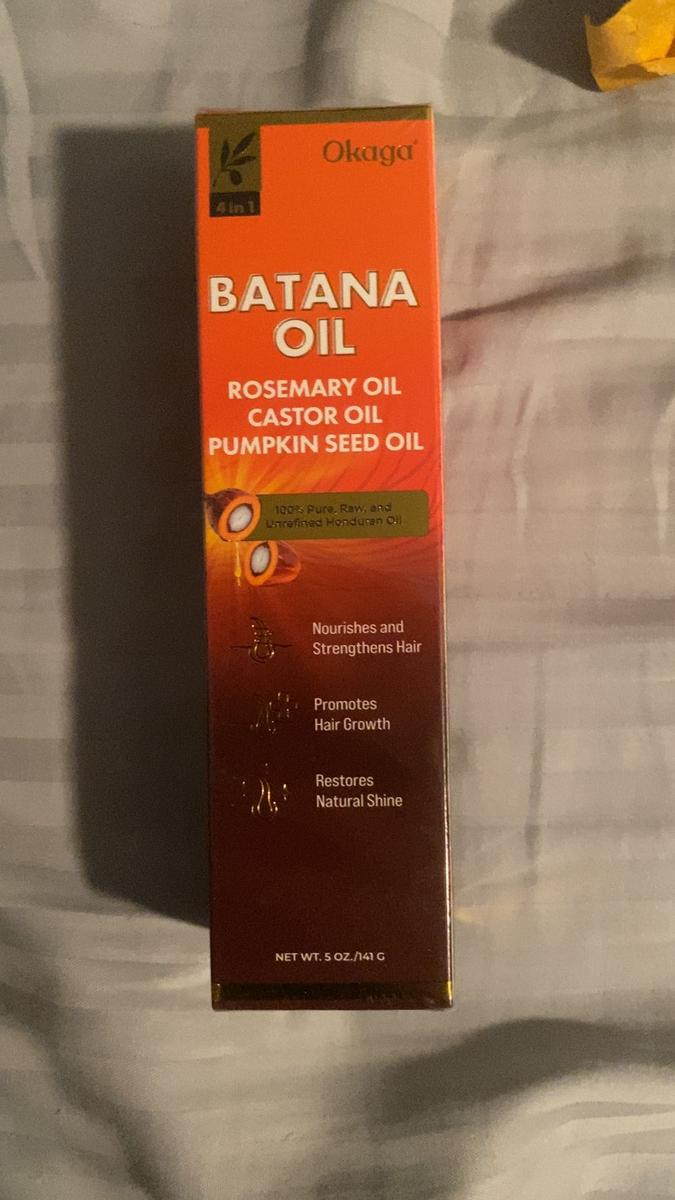 Okaga
4 in 1
BATANA
OIL
ROSEMARY OIL
CASTOR OIL
PUMPKIN SEED OIL
100% Pure, Raw, and
Unrefined Honduran Oil
Nourishes and
Strengthens Hair
Promotes
Hair Growth
Restores
Natural Shine
NET WT. 5 OZ./141 G